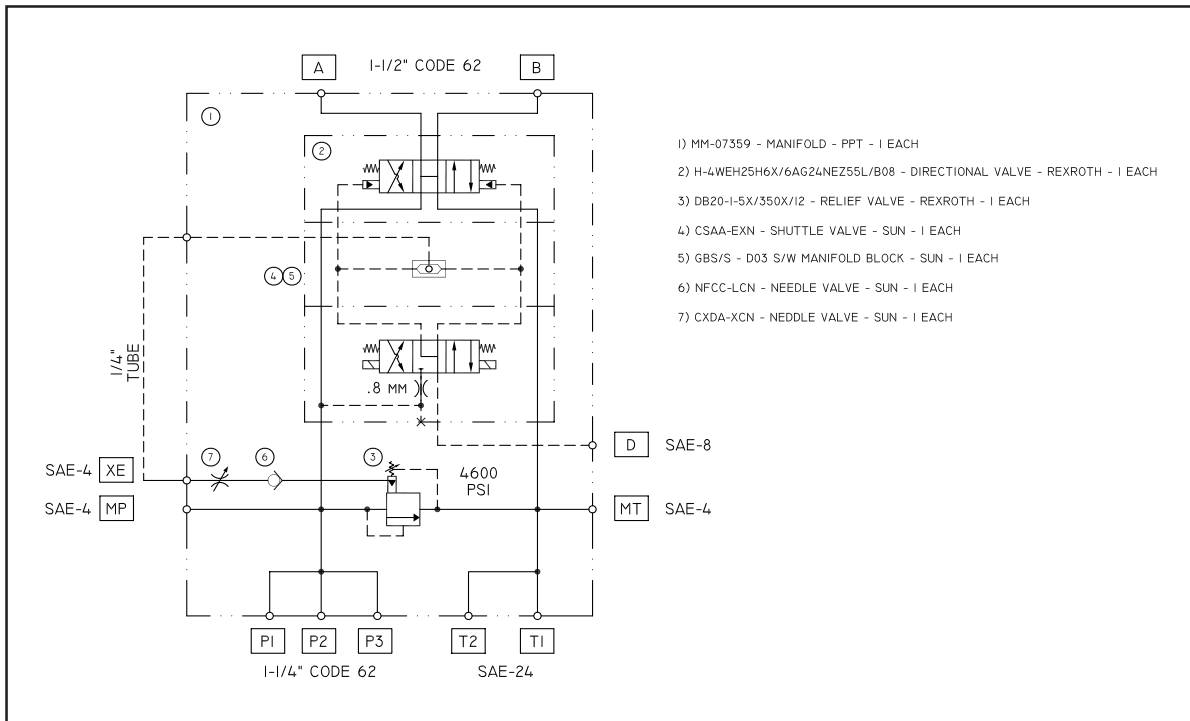 A
1-1/2" CODE 62
B
1
2
1) MM-07359 - MANIFOLD - PPT - 1 EACH
2) H-4WEH25H6X/6AG24NEZ55L/B08 - DIRECTIONAL VALVE - REXROTH - 1 EACH
3) DB20-1-5X/350X/12 - RELIEF VALVE - REXROTH - 1 EACH
4) CSAA-EXN - SHUTTLE VALVE - SUN - 1 EACH
5) GBS/S - D03 S/W MANIFOLD BLOCK - SUN - 1 EACH
6) NFCC-LCN - NEEDLE VALVE - SUN - 1 EACH
7) CXDA-XCN - NEDDLE VALVE - SUN - 1 EACH
4 5
1/4"
TUBE
.8 MM
D SAE-8
7
6
3
4600
PSI
SAE-4 XE
SAE-4 MP
MT SAE-4
P1 P2 P3 T2 T1
1-1/4" CODE 62
SAE-24